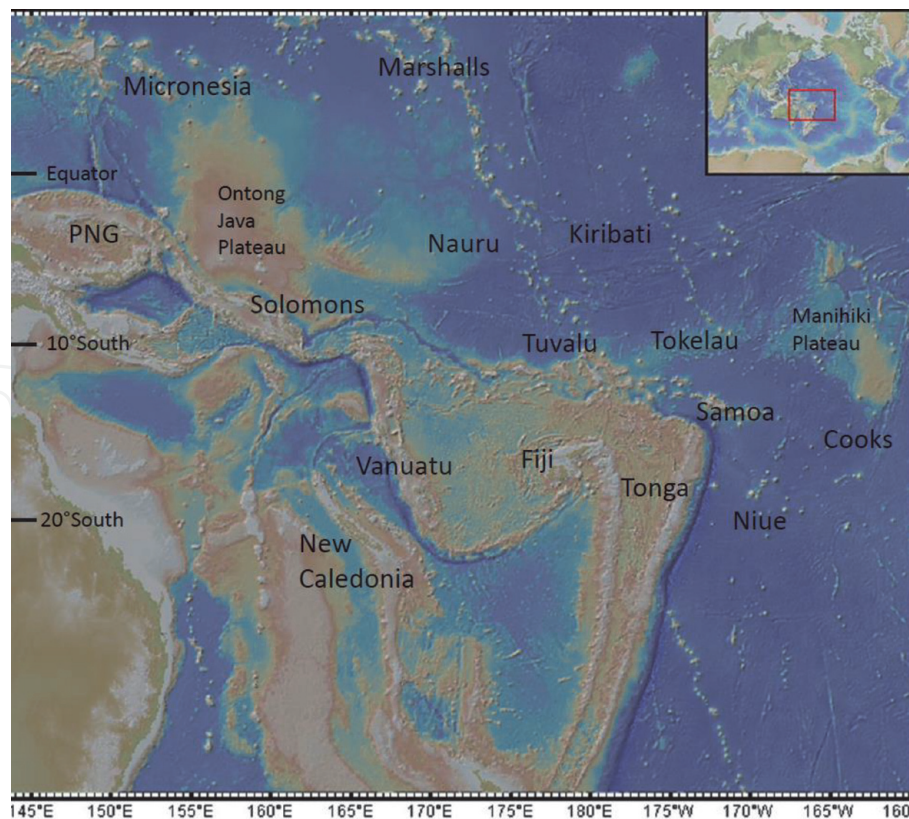 Marshalls
Micronesia
Equator
Ontong
Java
Plateau
PNG
Nauru
Kiribati
Solomons
Manihiki
Plateau
10°South
Tuvalu
Tokelau
Samoa
Cooks
Vanuatu
Fiji
Tonga
20°South
Niue
New
Caledonia
145°E 150°E 155°E 160°E 165°E 170°E 175°E 180°E 175°W 170°W 165°W 160